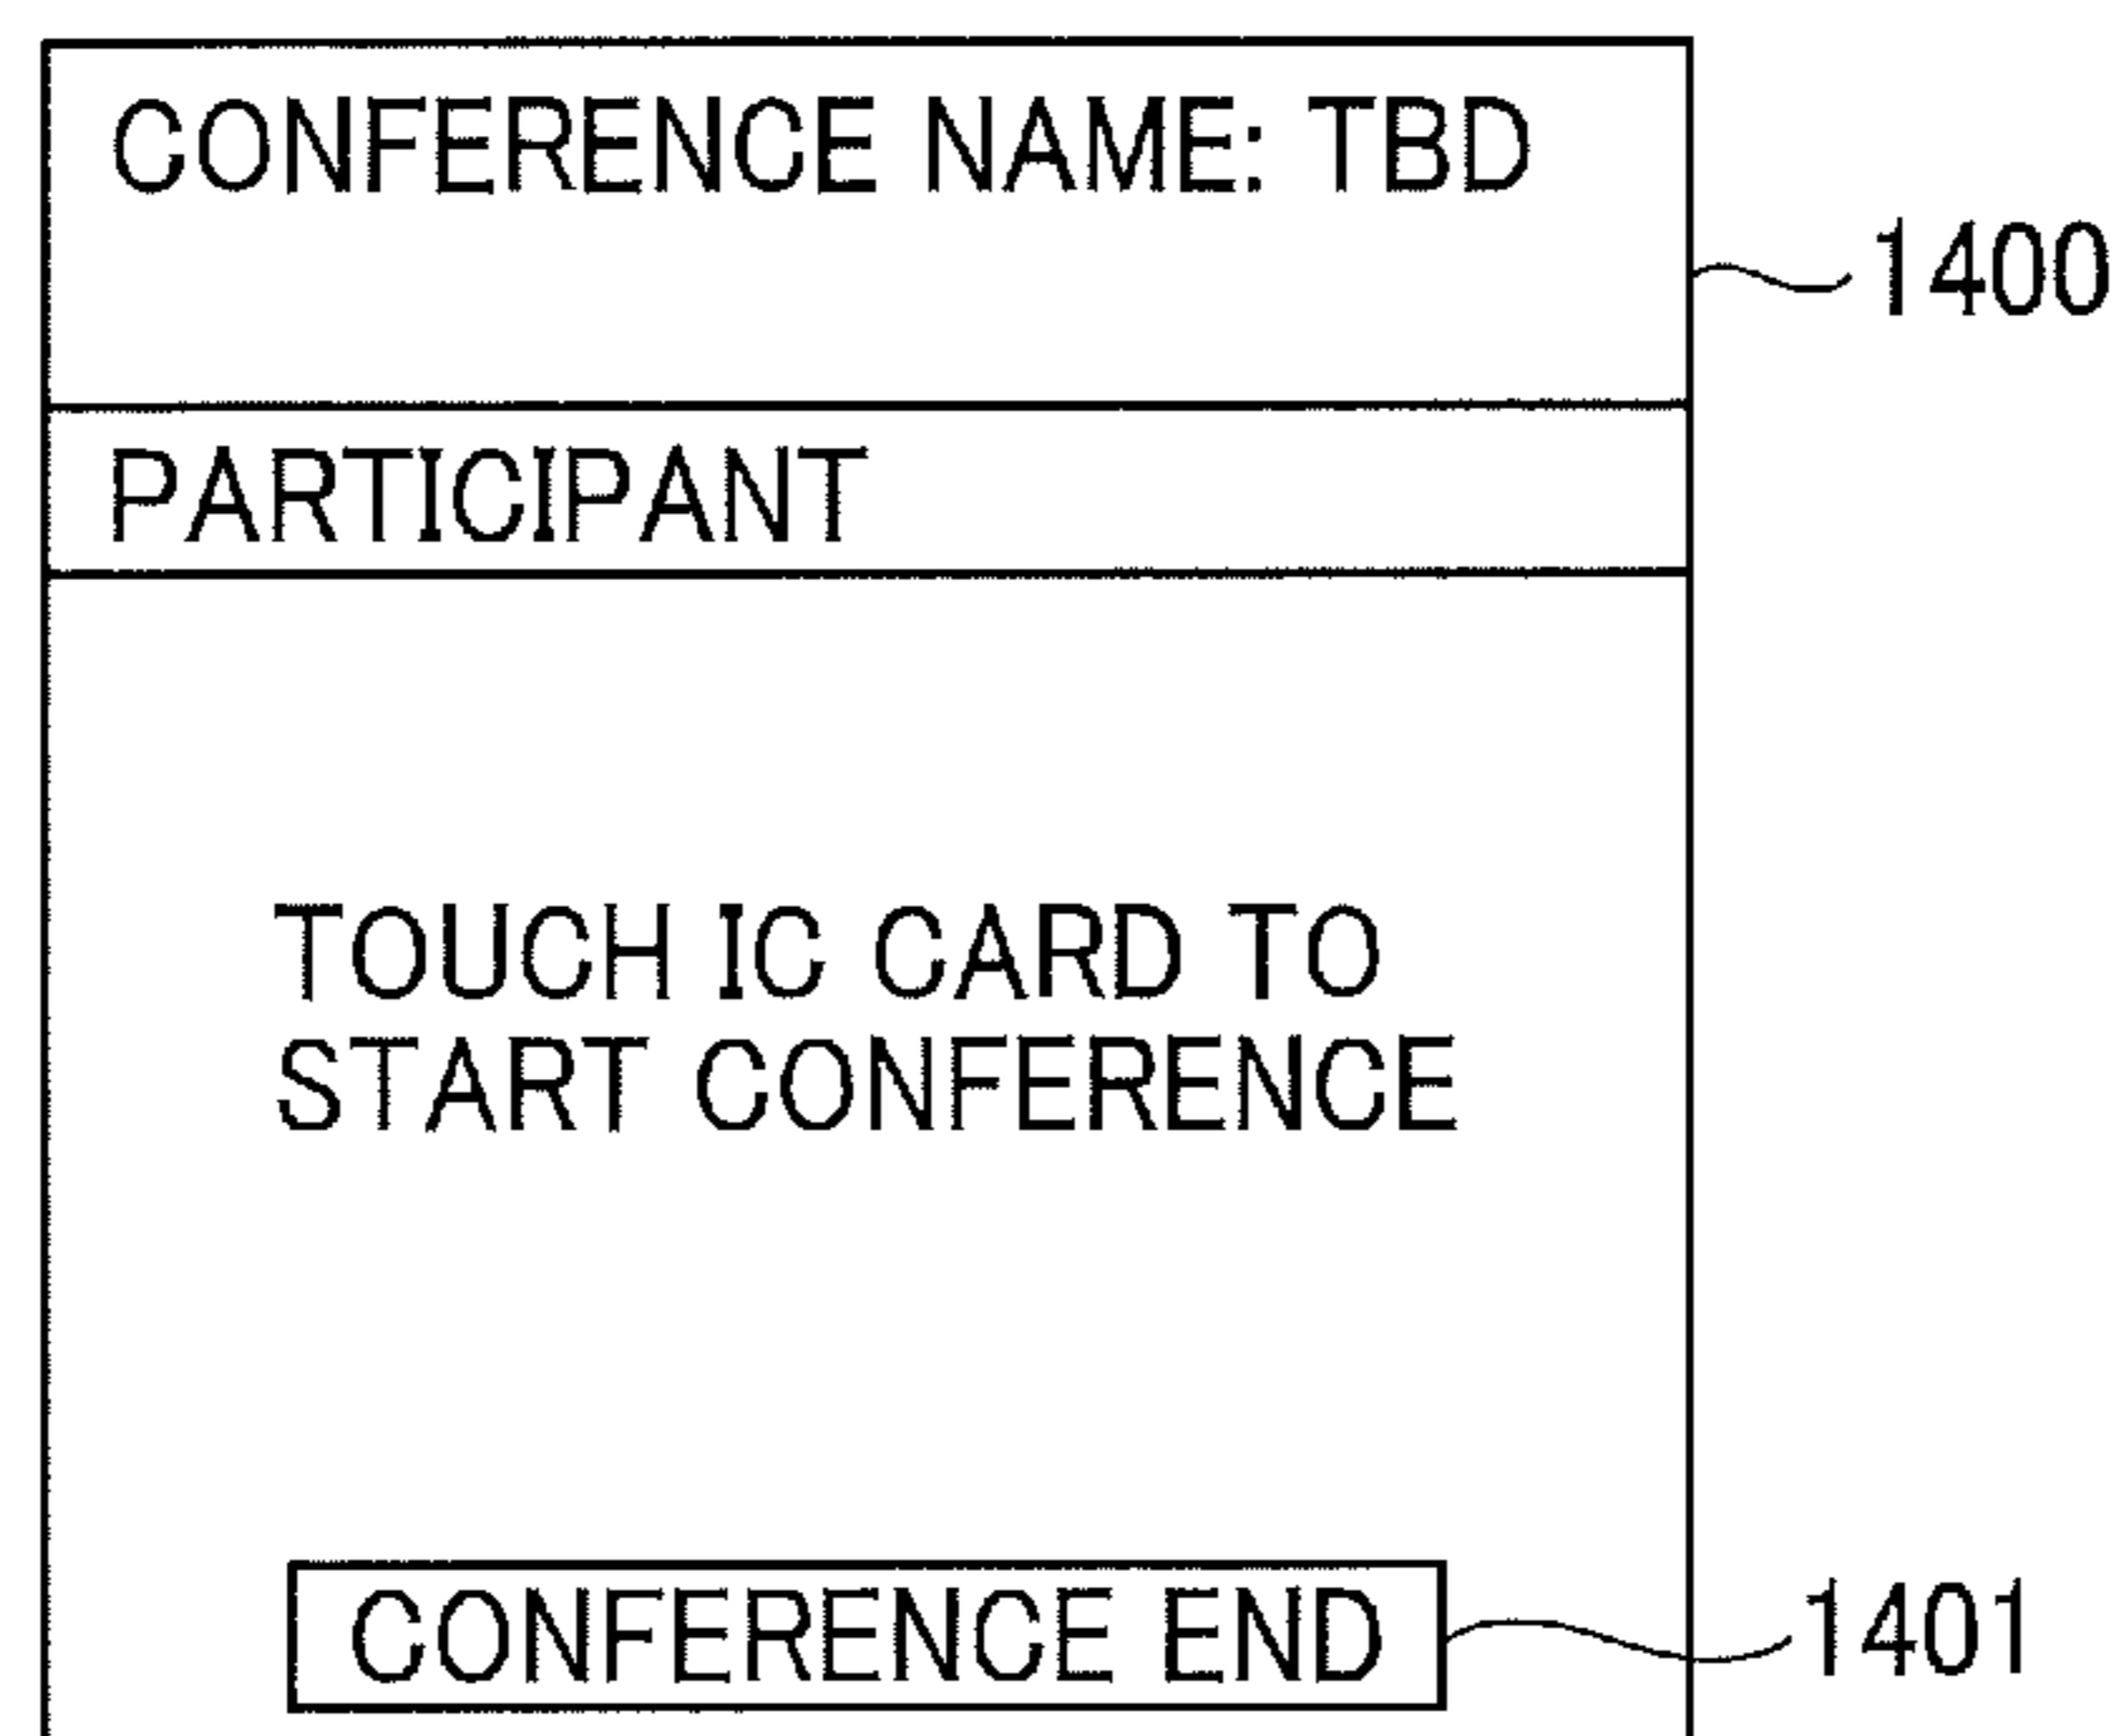 CONFERENCE NAME: TBD
1400
PARTICIPANT
TOUCH IC CARD TO
START CONFERENCE
CONFERENCE END
1401